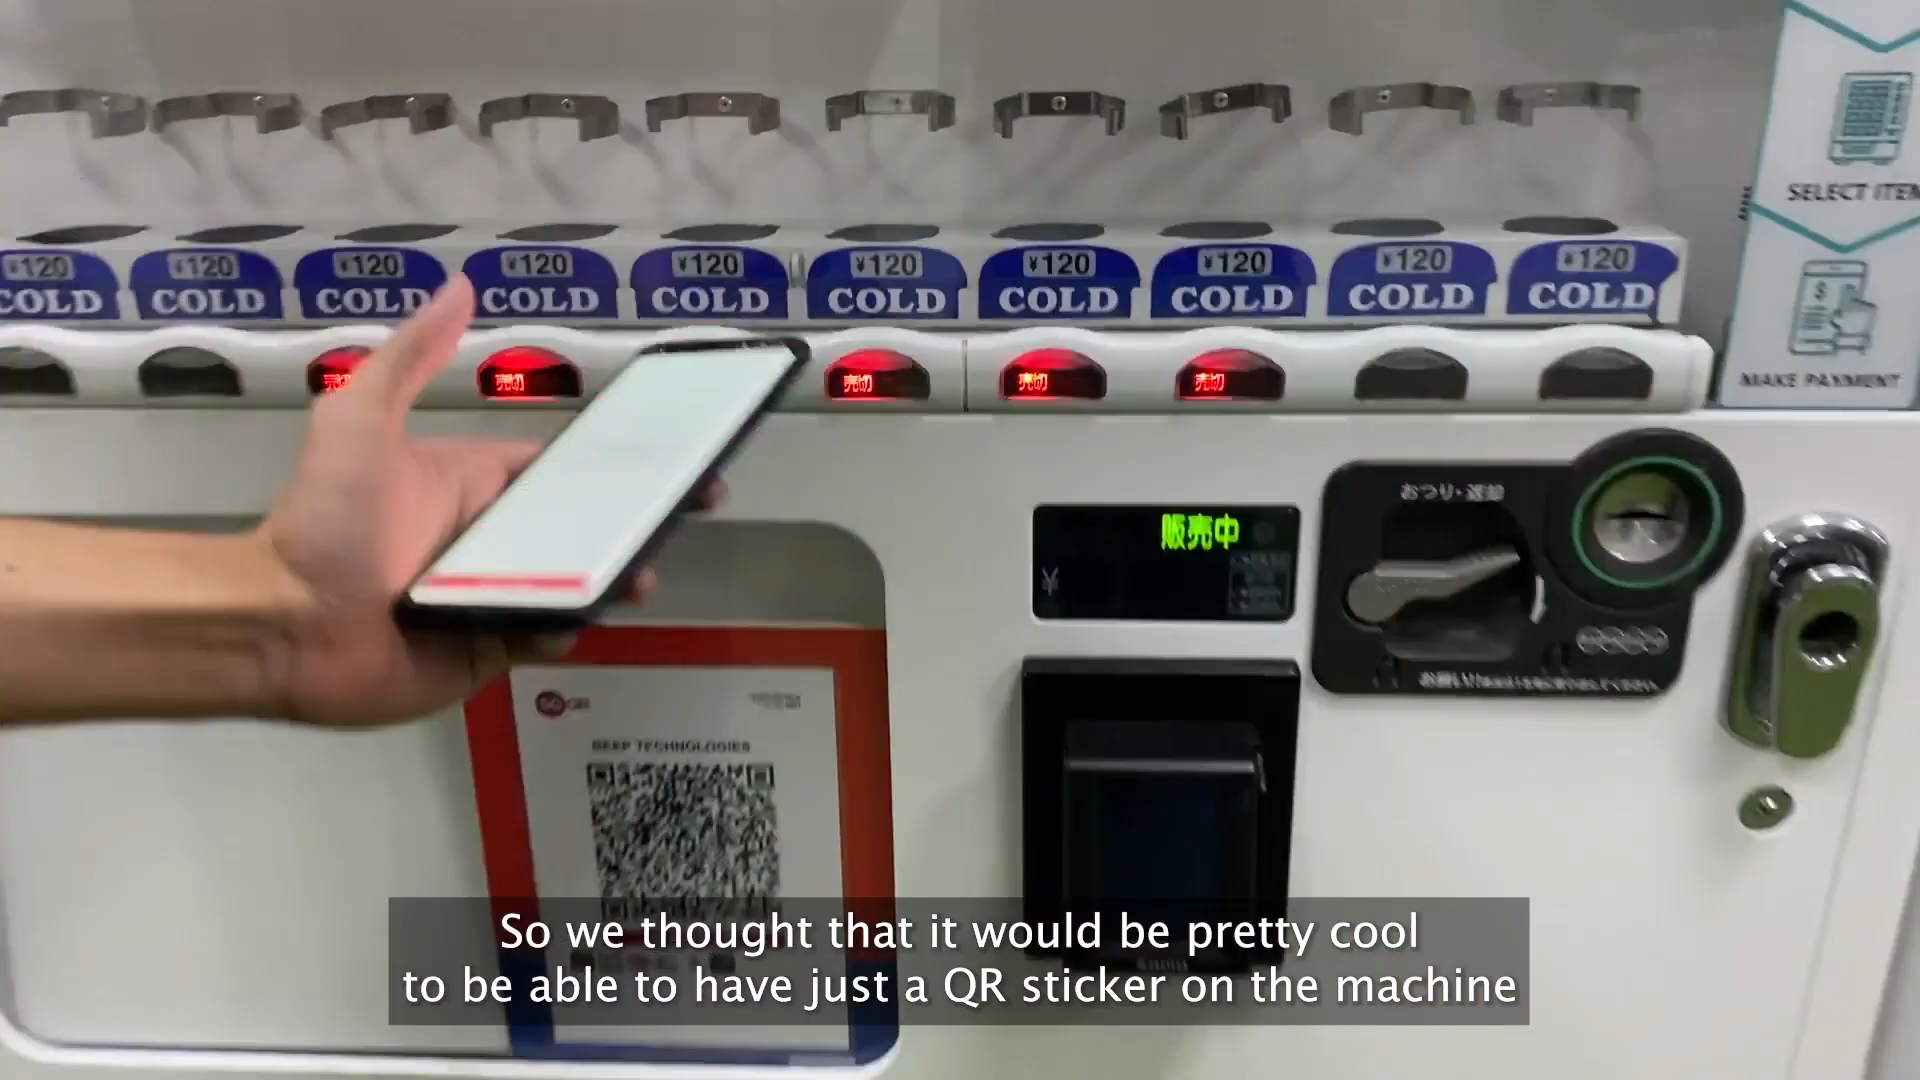 SELECT ITEM
¥120 ¥120 ¥120 ¥120 ¥120 ¥120 ¥120 ¥120 ¥120 ¥120
COLD COLD COLD COLD COLD COLD COLD COLD COLD COLD
MAKE PAYMENT
売切 売切 売切 売切 売切
おつり・返却
販売中
¥
SGQR
BEEP TECHNOLOGIES
So we thought that it would be pretty cool
to be able to have just a QR sticker on the machine